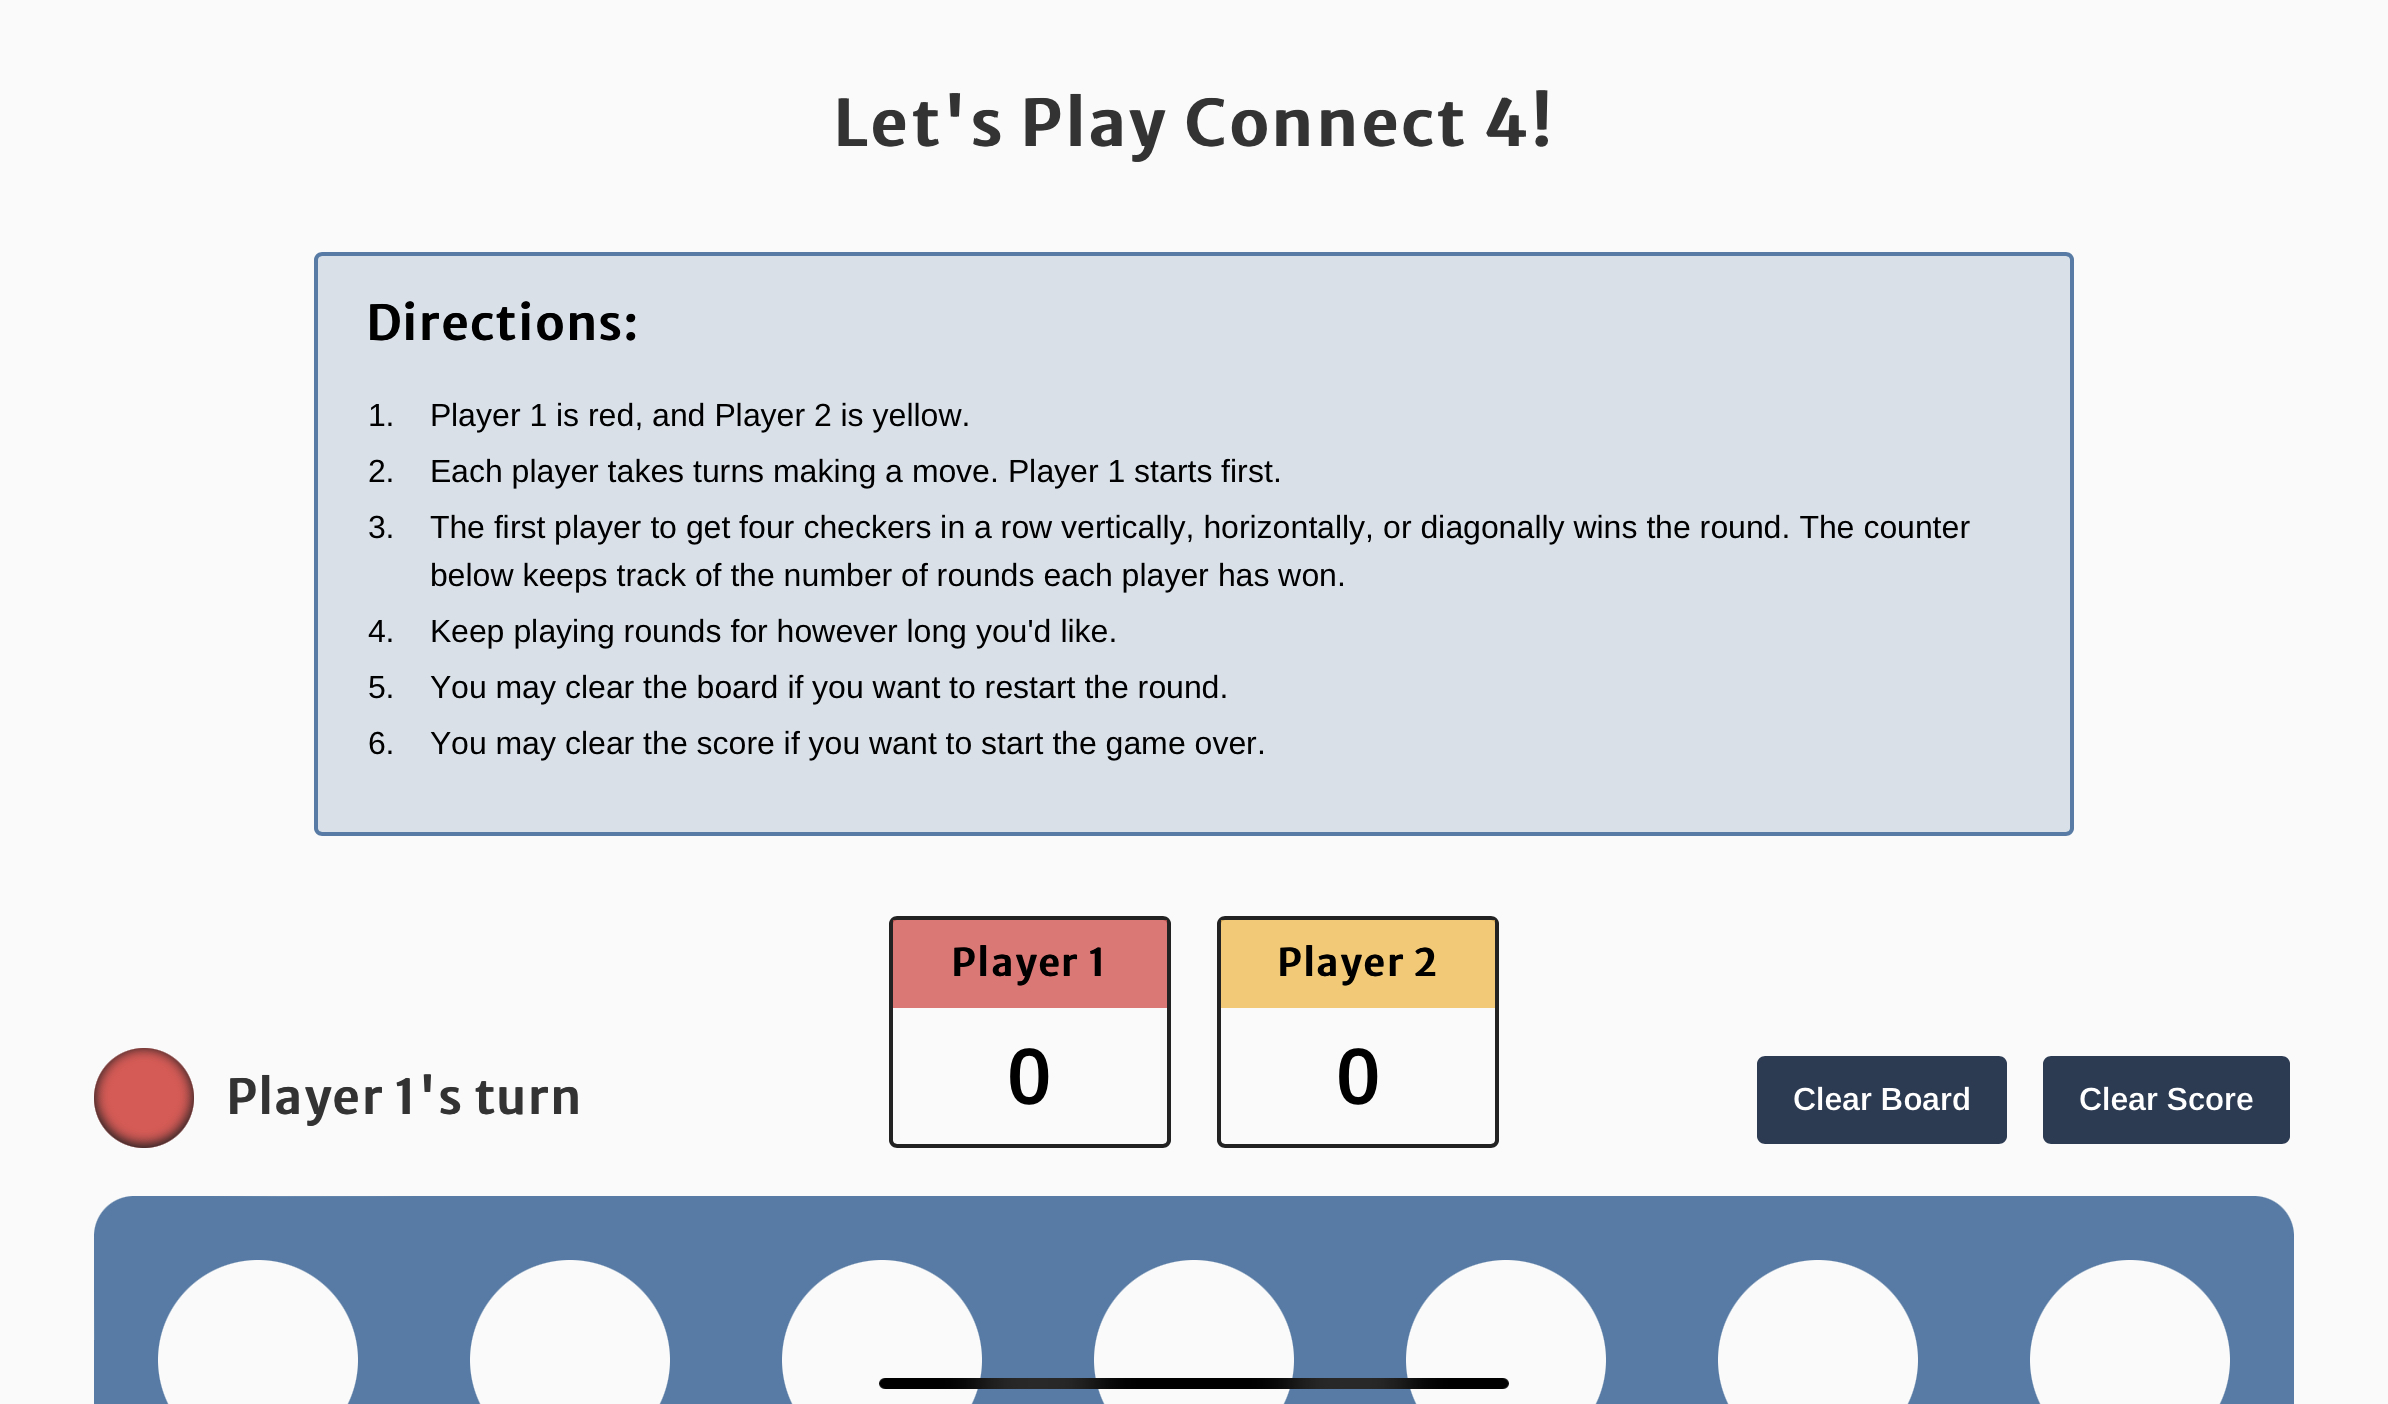 Let's Play Connect 4!
Directions:
1. Player 1 is red, and Player 2 is yellow.
2. Each player takes turns making a move. Player 1 starts first.
3. The first player to get four checkers in a row vertically, horizontally, or diagonally wins the round. The counter
below keeps track of the number of rounds each player has won.
4. Keep playing rounds for however long you'd like.
5. You may clear the board if you want to restart the round.
6. You may clear the score if you want to start the game over.
Player 1 Player 2
0 0
Player 1's turn
Clear Board Clear Score